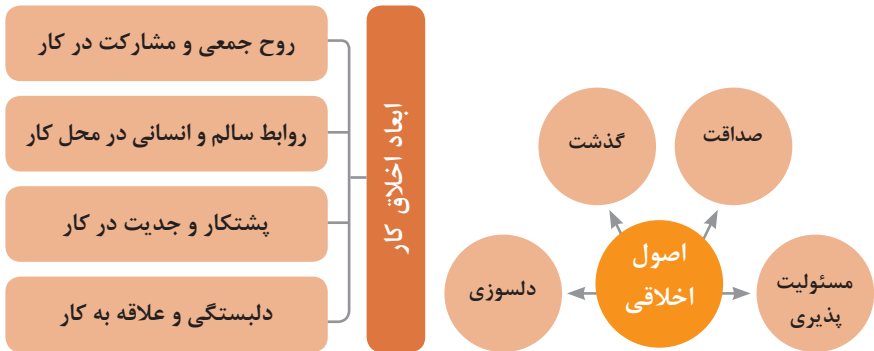 صداقت
گذشت
اصول
اخلاقی
مسئولیت
پذیری
دلسوزی
ابعاد اخلاق کار
روح جمعی و مشارکت در کار
روابط سالم و انسانی در محل کار
پشتکار و جدیت در کار
دلبستگی و علاقه به کار